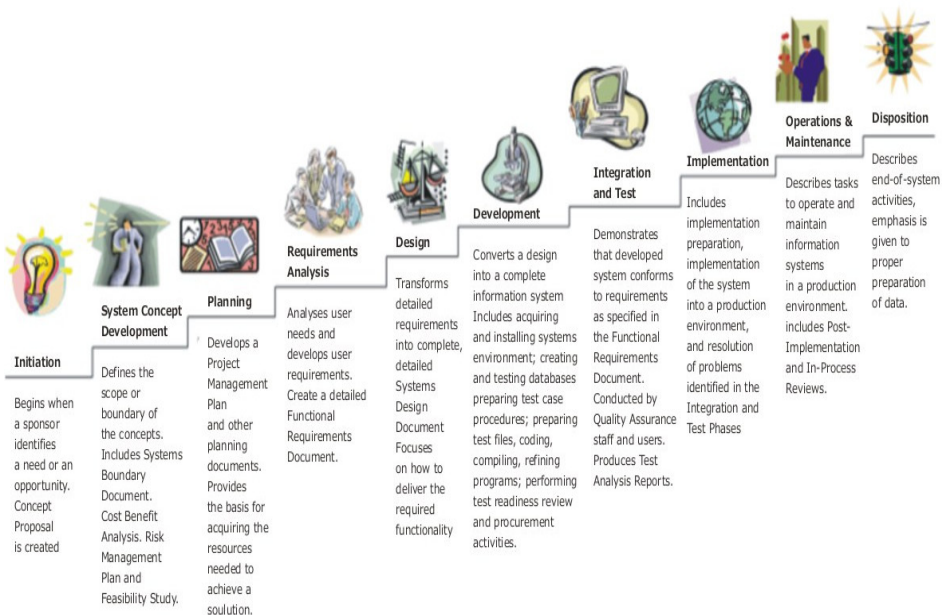 Initiation
Begins when
a sponsor
identifies
a need or an
opportunity.
Concept
Proposal
is created
System Concept
Development
Defines the
scope or
boundary of
the concepts.
Includes Systems
Boundary
Document.
Cost Benefit
Analysis. Risk
Management
Plan and
Feasibility Study.
Planning
Develops a
Project
Management
Plan
and other
planning
documents.
Provides
the basis for
acquiring the
resources
needed to
achieve a
soulution.
Requirements
Analysis
Analyses user
needs and
develops user
requirements.
Create a detailed
Functional
Requirements
Document.
Design
Transforms
detailed
requirements
into complete,
detailed
Systems
Design
Document
Focuses
on how to
deliver the
required
functionality
Development
Converts a design
into a complete
information system
Includes acquiring
and installing systems
environment; creating
and testing databases
preparing test case
procedures; preparing
test files, coding,
compiling, refining
programs; performing
test readiness review
and procurement
activities.
Integration
and Test
Demonstrates
that developed
system conforms
to requirements
as specified in
the Functional
Requirements
Document.
Conducted by
Quality Assurance
staff and users.
Produces Test
Analysis Reports.
Implementation
Includes
implementation
preparation,
implementation
of the system
into a production
environment,
and resolution
of problems
identified in the
Integration and
Test Phases
Operations &
Maintenance
Describes tasks
to operate and
maintain
information
systems
in a production
environment.
includes Post-
Implementation
and In-Process
Reviews.
Disposition
Describes
end-of-system
activities,
emphasis is
given to
proper
preparation
of data.